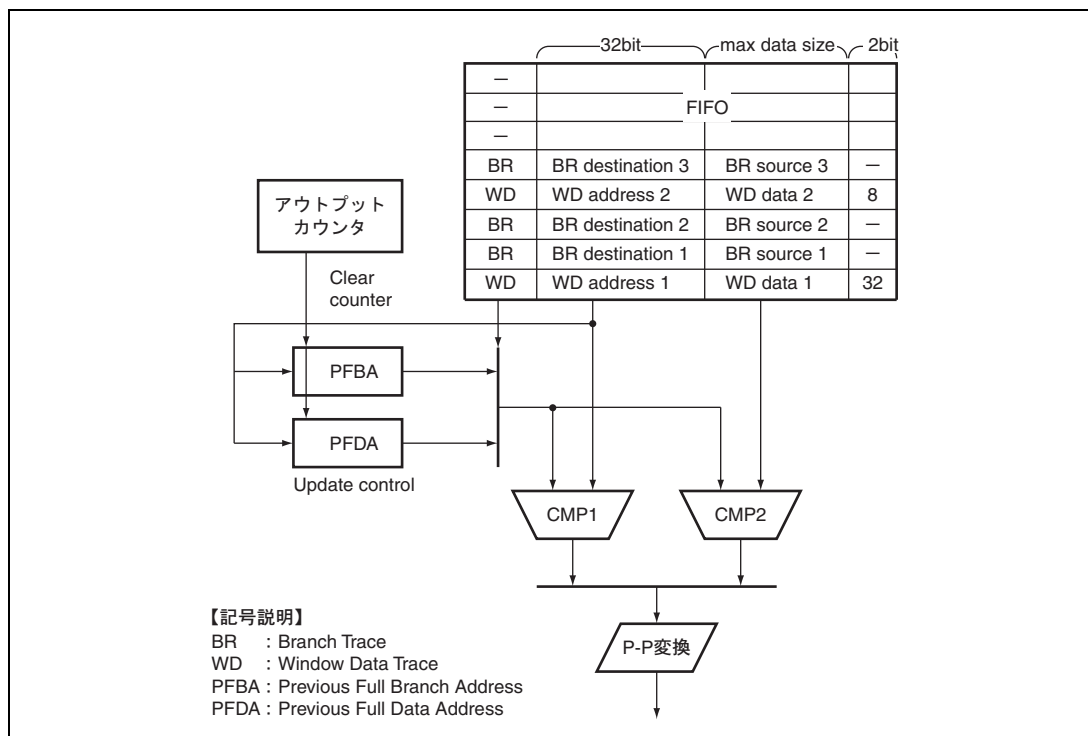 32bit max data size 2bit
—
— FIFO
—
BR BR destination 3 BR source 3 —
WD WD address 2 WD data 2 8
BR BR destination 2 BR source 2 —
BR BR destination 1 BR source 1 —
WD WD address 1 WD data 1 32
アウトプット
カウンタ
Clear
counter
PFBA
PFDA
Update control
CMP1 CMP2
P-P変換
【記号説明】
BR : Branch Trace
WD : Window Data Trace
PFBA : Previous Full Branch Address
PFDA : Previous Full Data Address